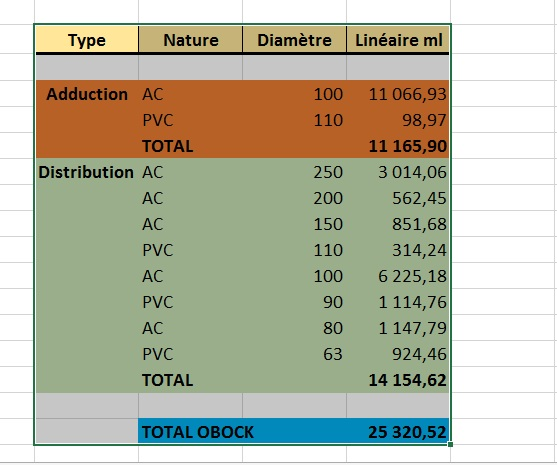 Type Nature Diamètre Linéaire ml
Adduction AC 100 11 066,93
PVC 110 98,97
TOTAL 11 165,90
Distribution AC 250 3 014,06
AC 200 562,45
AC 150 851,68
PVC 110 314,24
AC 100 6 225,18
PVC 90 1 114,76
AC 80 1 147,79
PVC 63 924,46
TOTAL 14 154,62
TOTAL OBOCK 25 320,52